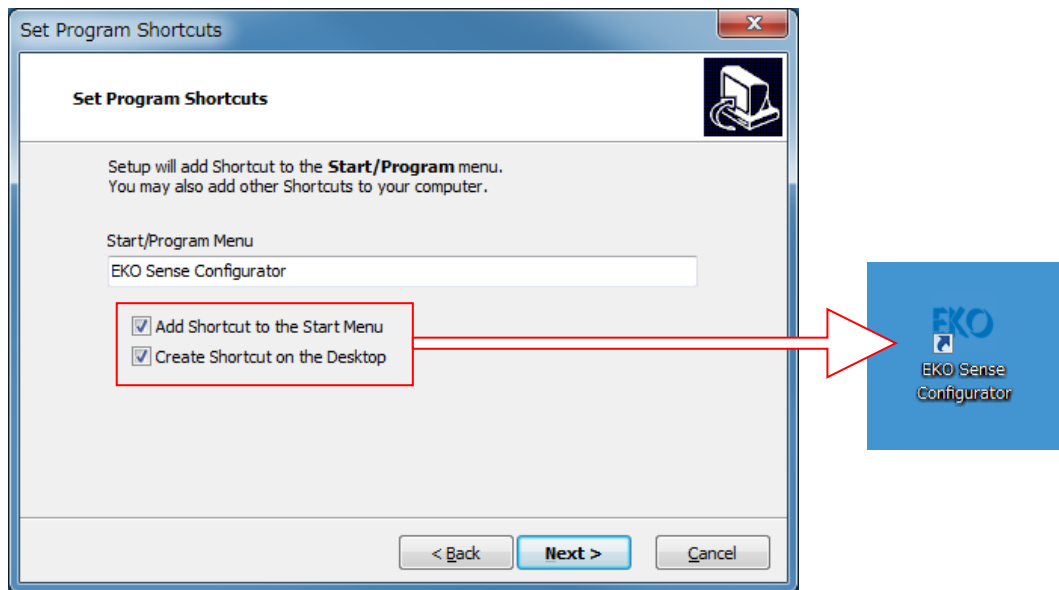 Set Program Shortcuts
Set Program Shortcuts
Setup will add Shortcut to the Start/Program menu.
You may also add other Shortcuts to your computer.
Start/Program Menu
EKO Sense Configurator
Add Shortcut to the Start Menu
Create Shortcut on the Desktop
< Back
Next >
Cancel
EKO
EKO Sense
Configurator